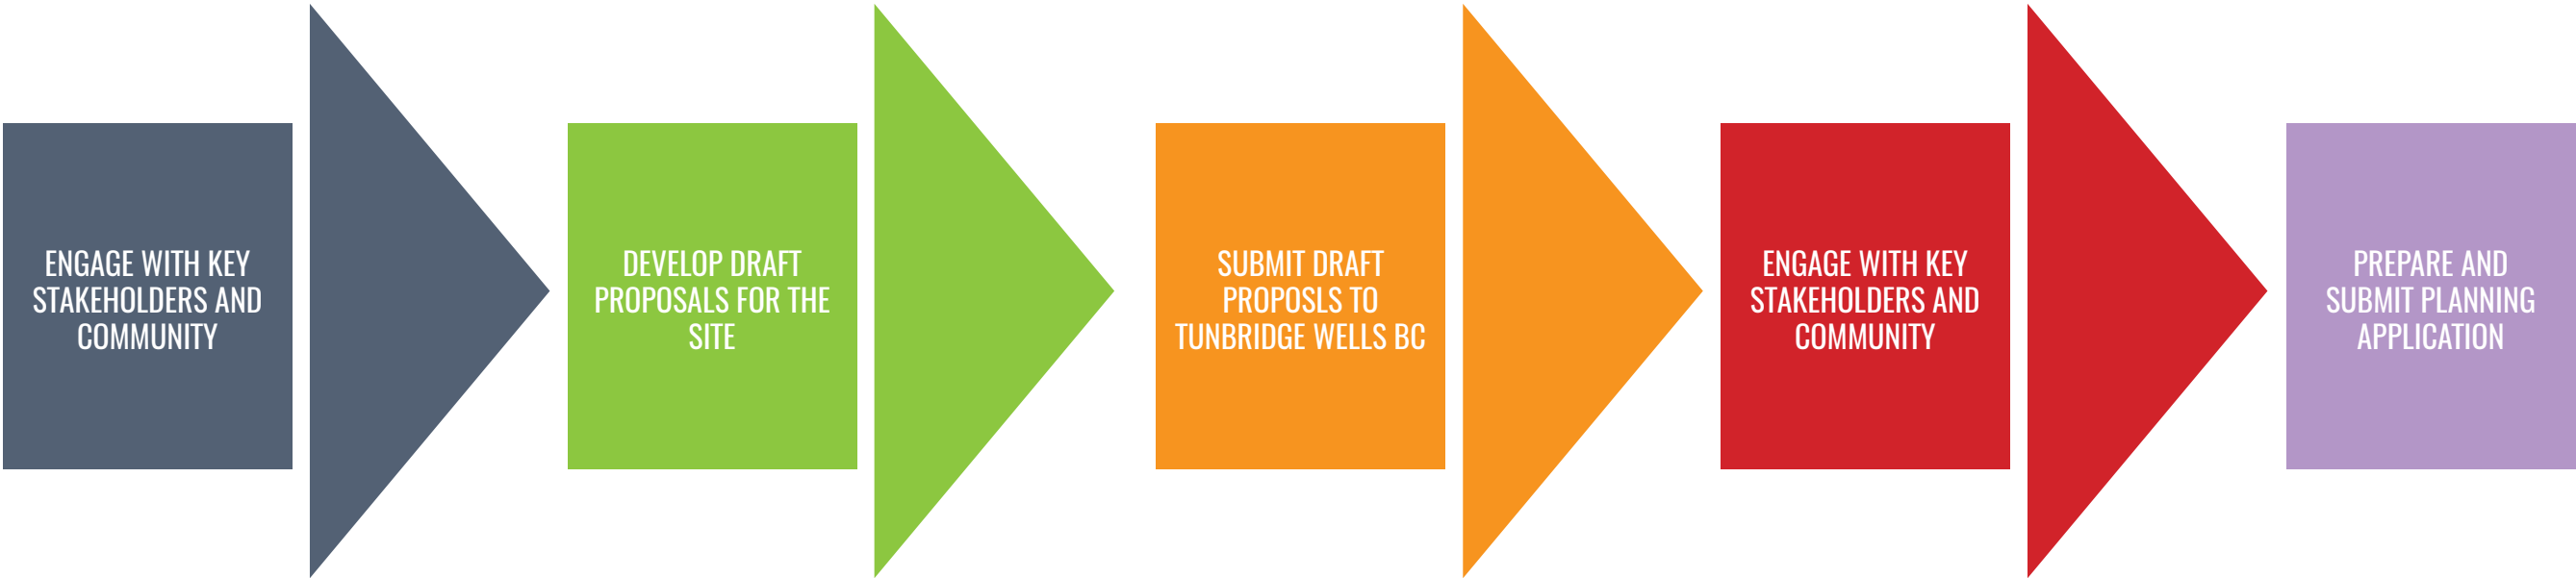 ENGAGE WITH KEY
STAKEHOLDERS AND
COMMUNITY
DEVELOP DRAFT
PROPOSALS FOR THE
SITE
SUBMIT DRAFT
PROPOSLS TO
TUNBRIDGE WELLS BC
ENGAGE WITH KEY
STAKEHOLDERS AND
COMMUNITY
PREPARE AND
SUBMIT PLANNING
APPLICATION